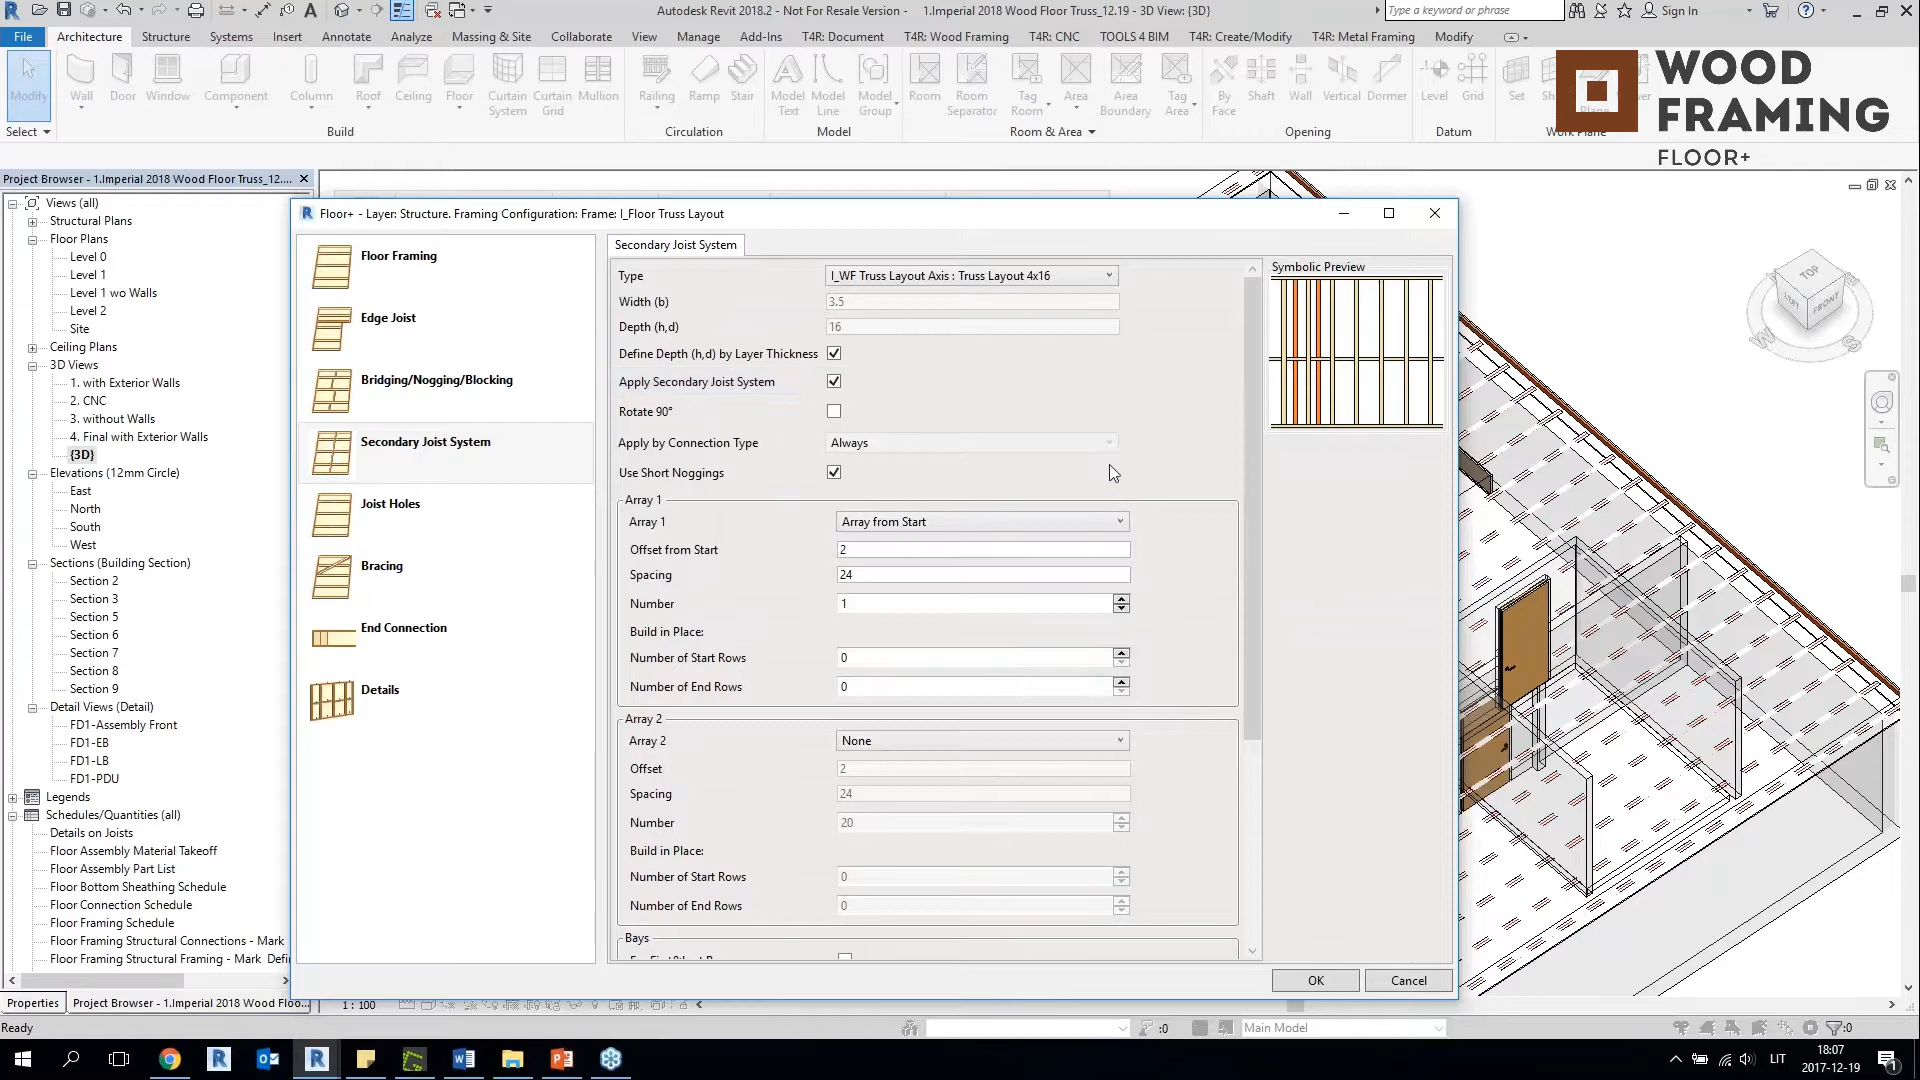 Autodesk Revit 2018.2 - Not For Resale Version - 1.Imperial 2018 Wood Floor Truss_12.19 - 3D View: {3D}
Type a keyword or phrase
Sign In
File Architecture Structure Systems Insert Annotate Analyze Massing & Site Collaborate View Manage Add-Ins T4R: Document T4R: Wood Framing T4R: CNC TOOLS 4 BIM T4R: Create/Modify T4R: Metal Framing Modify
Modify Wall Door Window Component Column Roof Ceiling Floor Curtain System Curtain Grid Mullion Railing Ramp Stair Model Text Model Line Model Group Room Room Separator Tag Room Area Area Boundary Tag Area By Face Shaft Wall Vertical Dormer Level Grid Set
Select Build Circulation Model Room & Area Opening Datum
WOOD
FRAMING
FLOOR+
Project Browser - 1.Imperial 2018 Wood Floor Truss_12....
Views (all)
Structural Plans
Floor Plans
Level 0
Level 1
Level 1 wo Walls
Level 2
Site
Ceiling Plans
3D Views
1. with Exterior Walls
2. CNC
3. without Walls
4. Final with Exterior Walls
{3D}
Elevations (12mm Circle)
East
North
South
West
Sections (Building Section)
Section 2
Section 3
Section 5
Section 6
Section 7
Section 8
Section 9
Detail Views (Detail)
FD1-Assembly Front
FD1-EB
FD1-LB
FD1-PDU
Legends
Schedules/Quantities (all)
Details on Joists
Floor Assembly Material Takeoff
Floor Assembly Part List
Floor Bottom Sheathing Schedule
Floor Connection Schedule
Floor Framing Schedule
Floor Framing Structural Connections - Mark
Floor Framing Structural Framing - Mark Defi
Floor+ - Layer: Structure. Framing Configuration: Frame: I_Floor Truss Layout
Floor Framing
Edge Joist
Bridging/Nogging/Blocking
Secondary Joist System
Joist Holes
Bracing
End Connection
Details
Secondary Joist System
Type I_WF Truss Layout Axis : Truss Layout 4x16
Width (b) 3.5
Depth (h,d) 16
Define Depth (h,d) by Layer Thickness
Apply Secondary Joist System
Rotate 90°
Apply by Connection Type Always
Use Short Noggings
Array 1
Array 1 Array from Start
Offset from Start 2
Spacing 24
Number 1
Build in Place:
Number of Start Rows 0
Number of End Rows 0
Array 2
Array 2 None
Offset 2
Spacing 24
Number 20
Build in Place:
Number of Start Rows 0
Number of End Rows 0
Bays
Symbolic Preview
OK Cancel
TOP
LEFT FRONT
W S
Properties Project Browser - 1.Imperial 2018 Wood Floo...
1 : 100
Ready
:0
Main Model
:0
LIT
18:07
2017-12-19
1